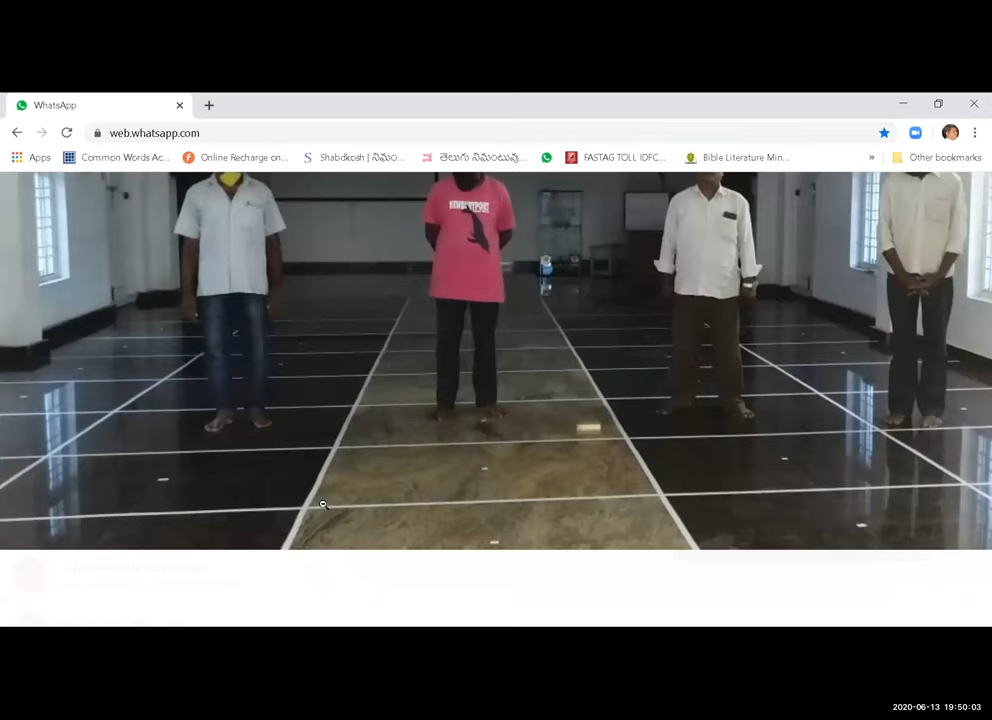 WhatsApp
web.whatsapp.com
Apps Common Words Ac... Online Recharge on... Shabdkosh | నిఘం... తెలుగు నిఘంటువు... FASTAG TOLL IDFC... Bible Literature Min... » Other bookmarks
2020-06-13 19:50:03